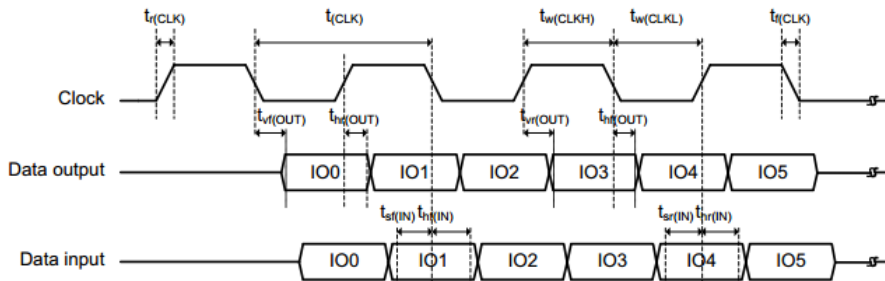 tr(CLK) t(CLK) tw(CLKH) tw(CLKL) tf(CLK)
Clock
tvf(OUT) thr(OUT) tvr(OUT) thf(OUT)
Data output IO0 IO1 IO2 IO3 IO4 IO5
tsf(IN) thf(IN) tsr(IN) thr(IN)
Data input IO0 IO1 IO2 IO3 IO4 IO5